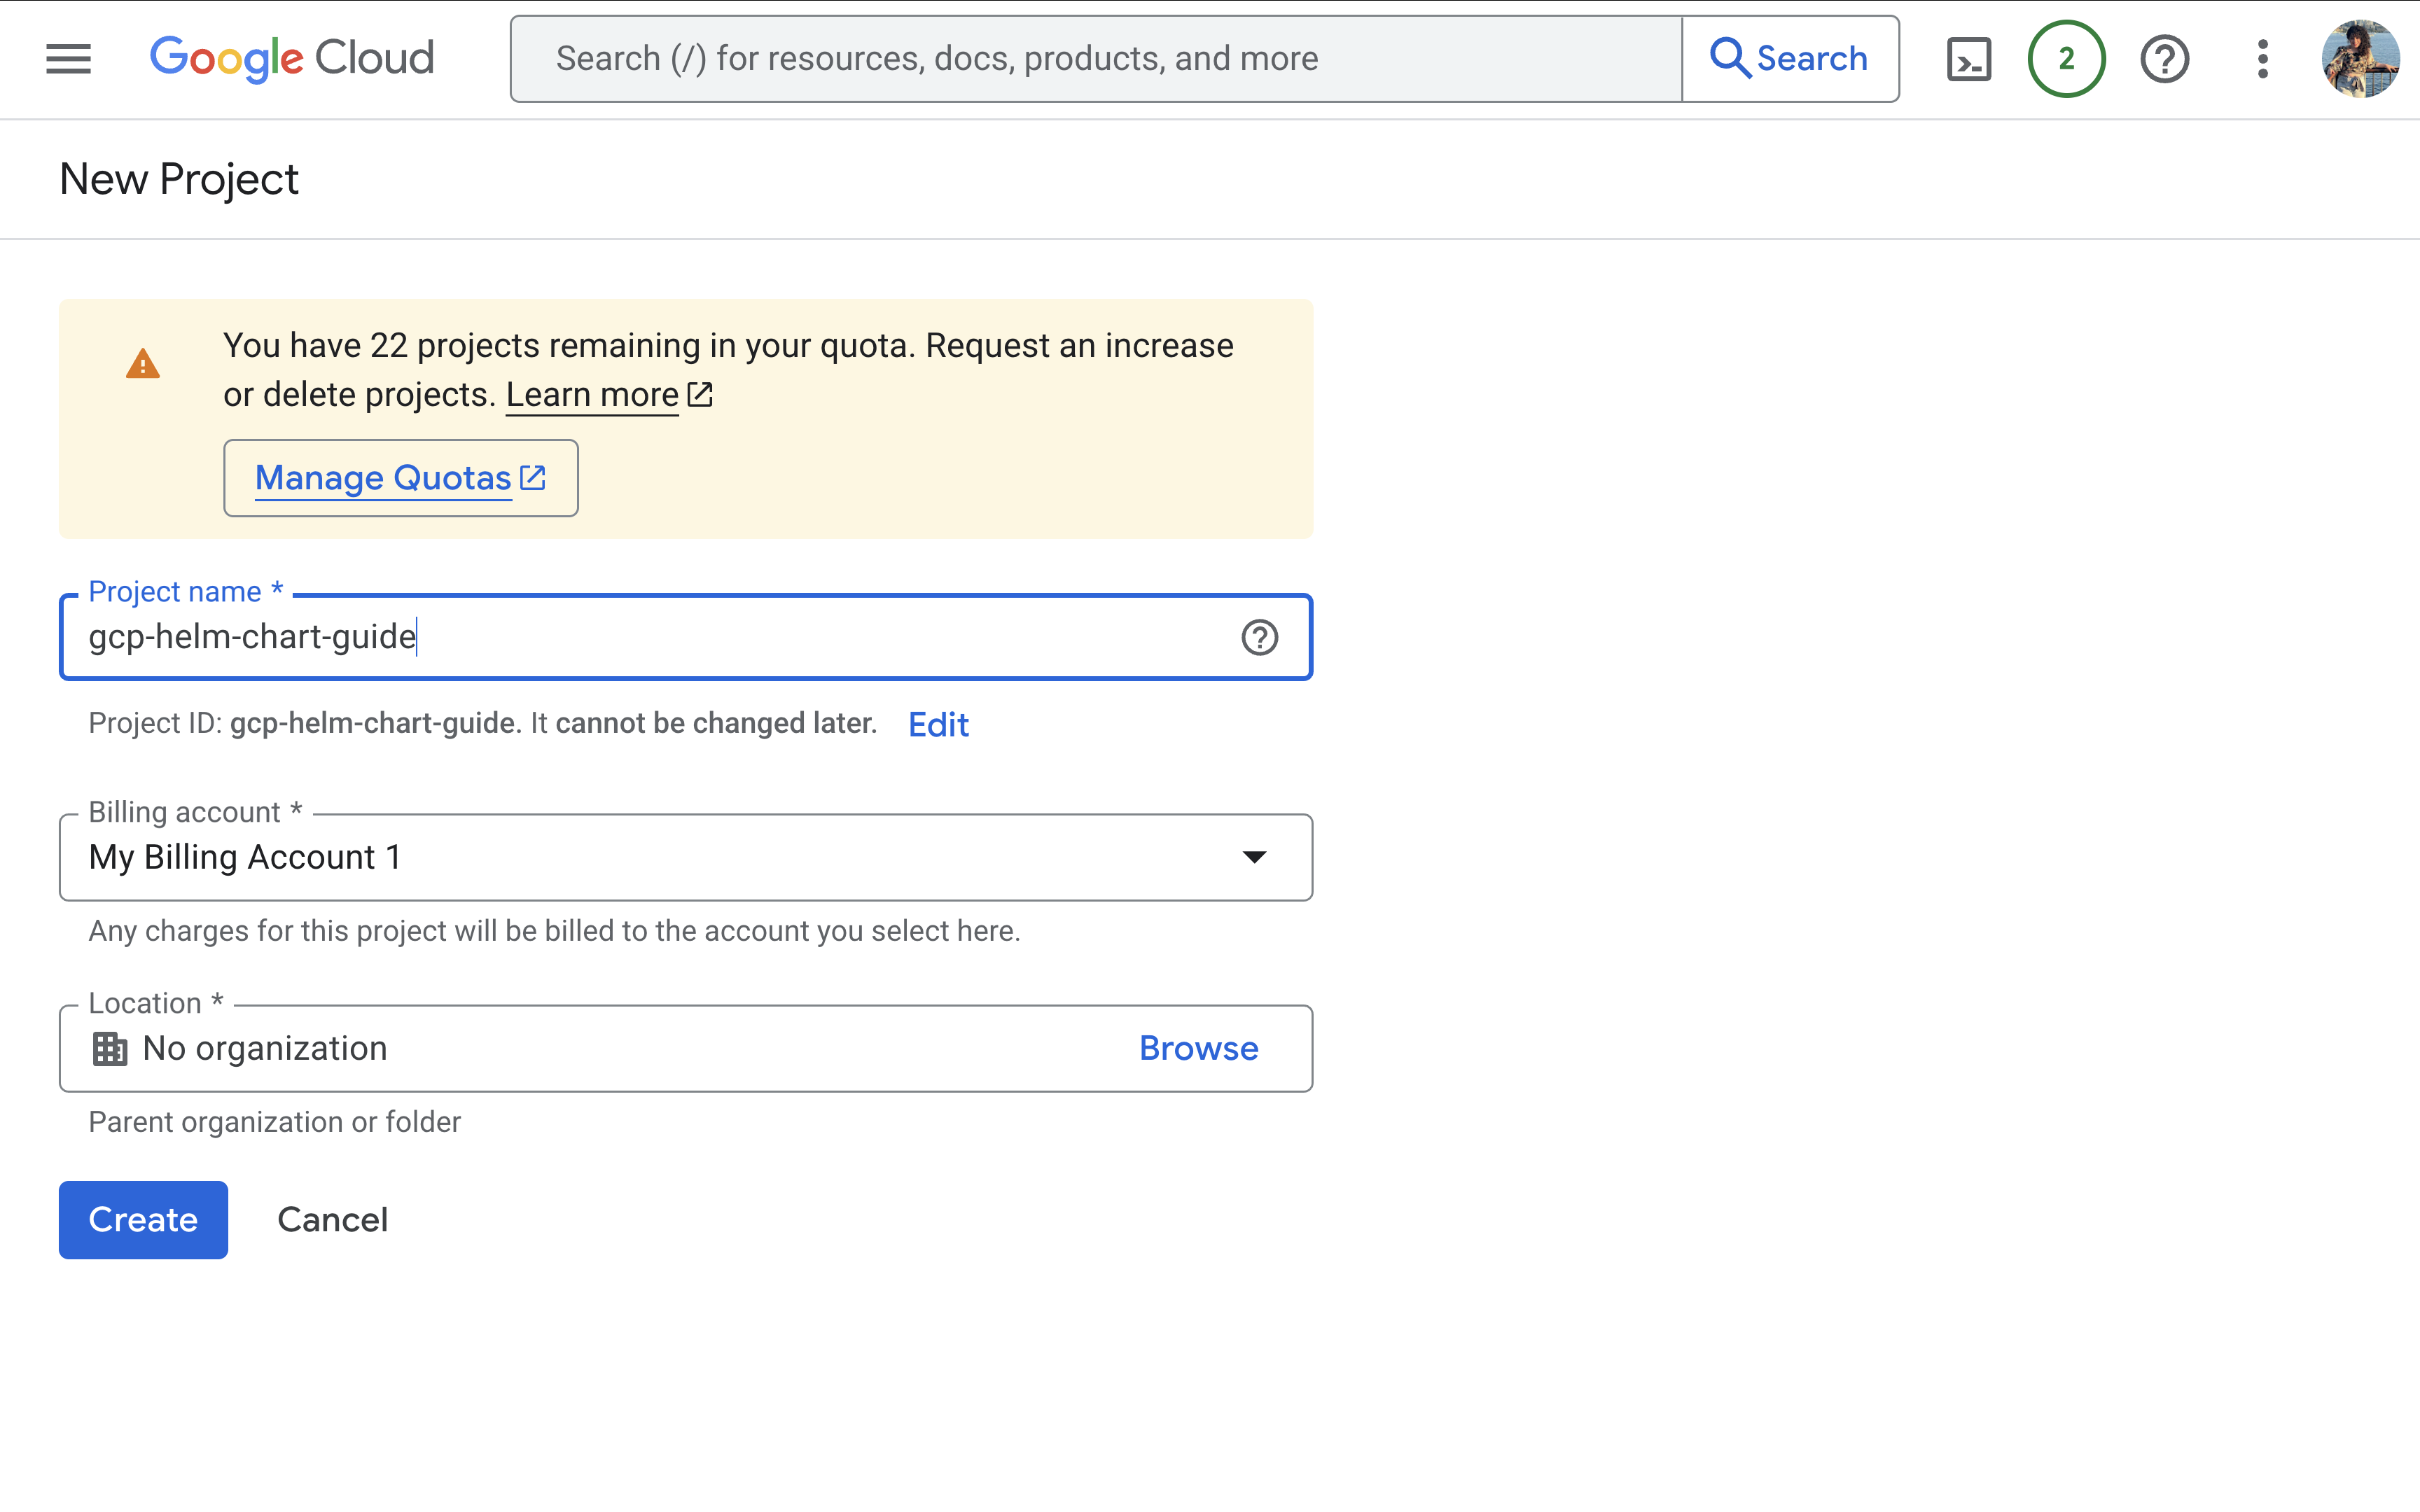 Google Cloud
Search (/) for resources, docs, products, and more
Search
2
New Project
You have 22 projects remaining in your quota. Request an increase
or delete projects. Learn more
Manage Quotas
Project name *
gcp-helm-chart-guide
Project ID: gcp-helm-chart-guide. It cannot be changed later. Edit
Billing account *
My Billing Account 1
Any charges for this project will be billed to the account you select here.
Location *
No organization
Browse
Parent organization or folder
Create
Cancel